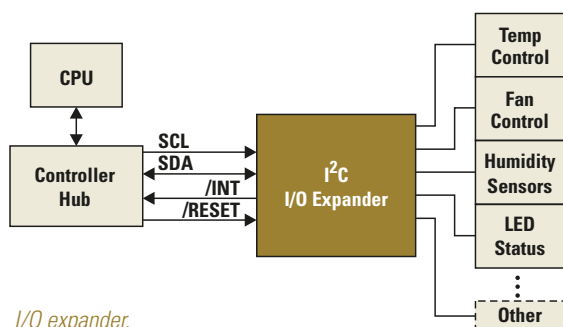 CPU
Controller
Hub
SCL
SDA
/INT
/RESET
I²C
I/O Expander
Temp
Control
Fan
Control
Humidity
Sensors
LED
Status
Other
I/O expander.